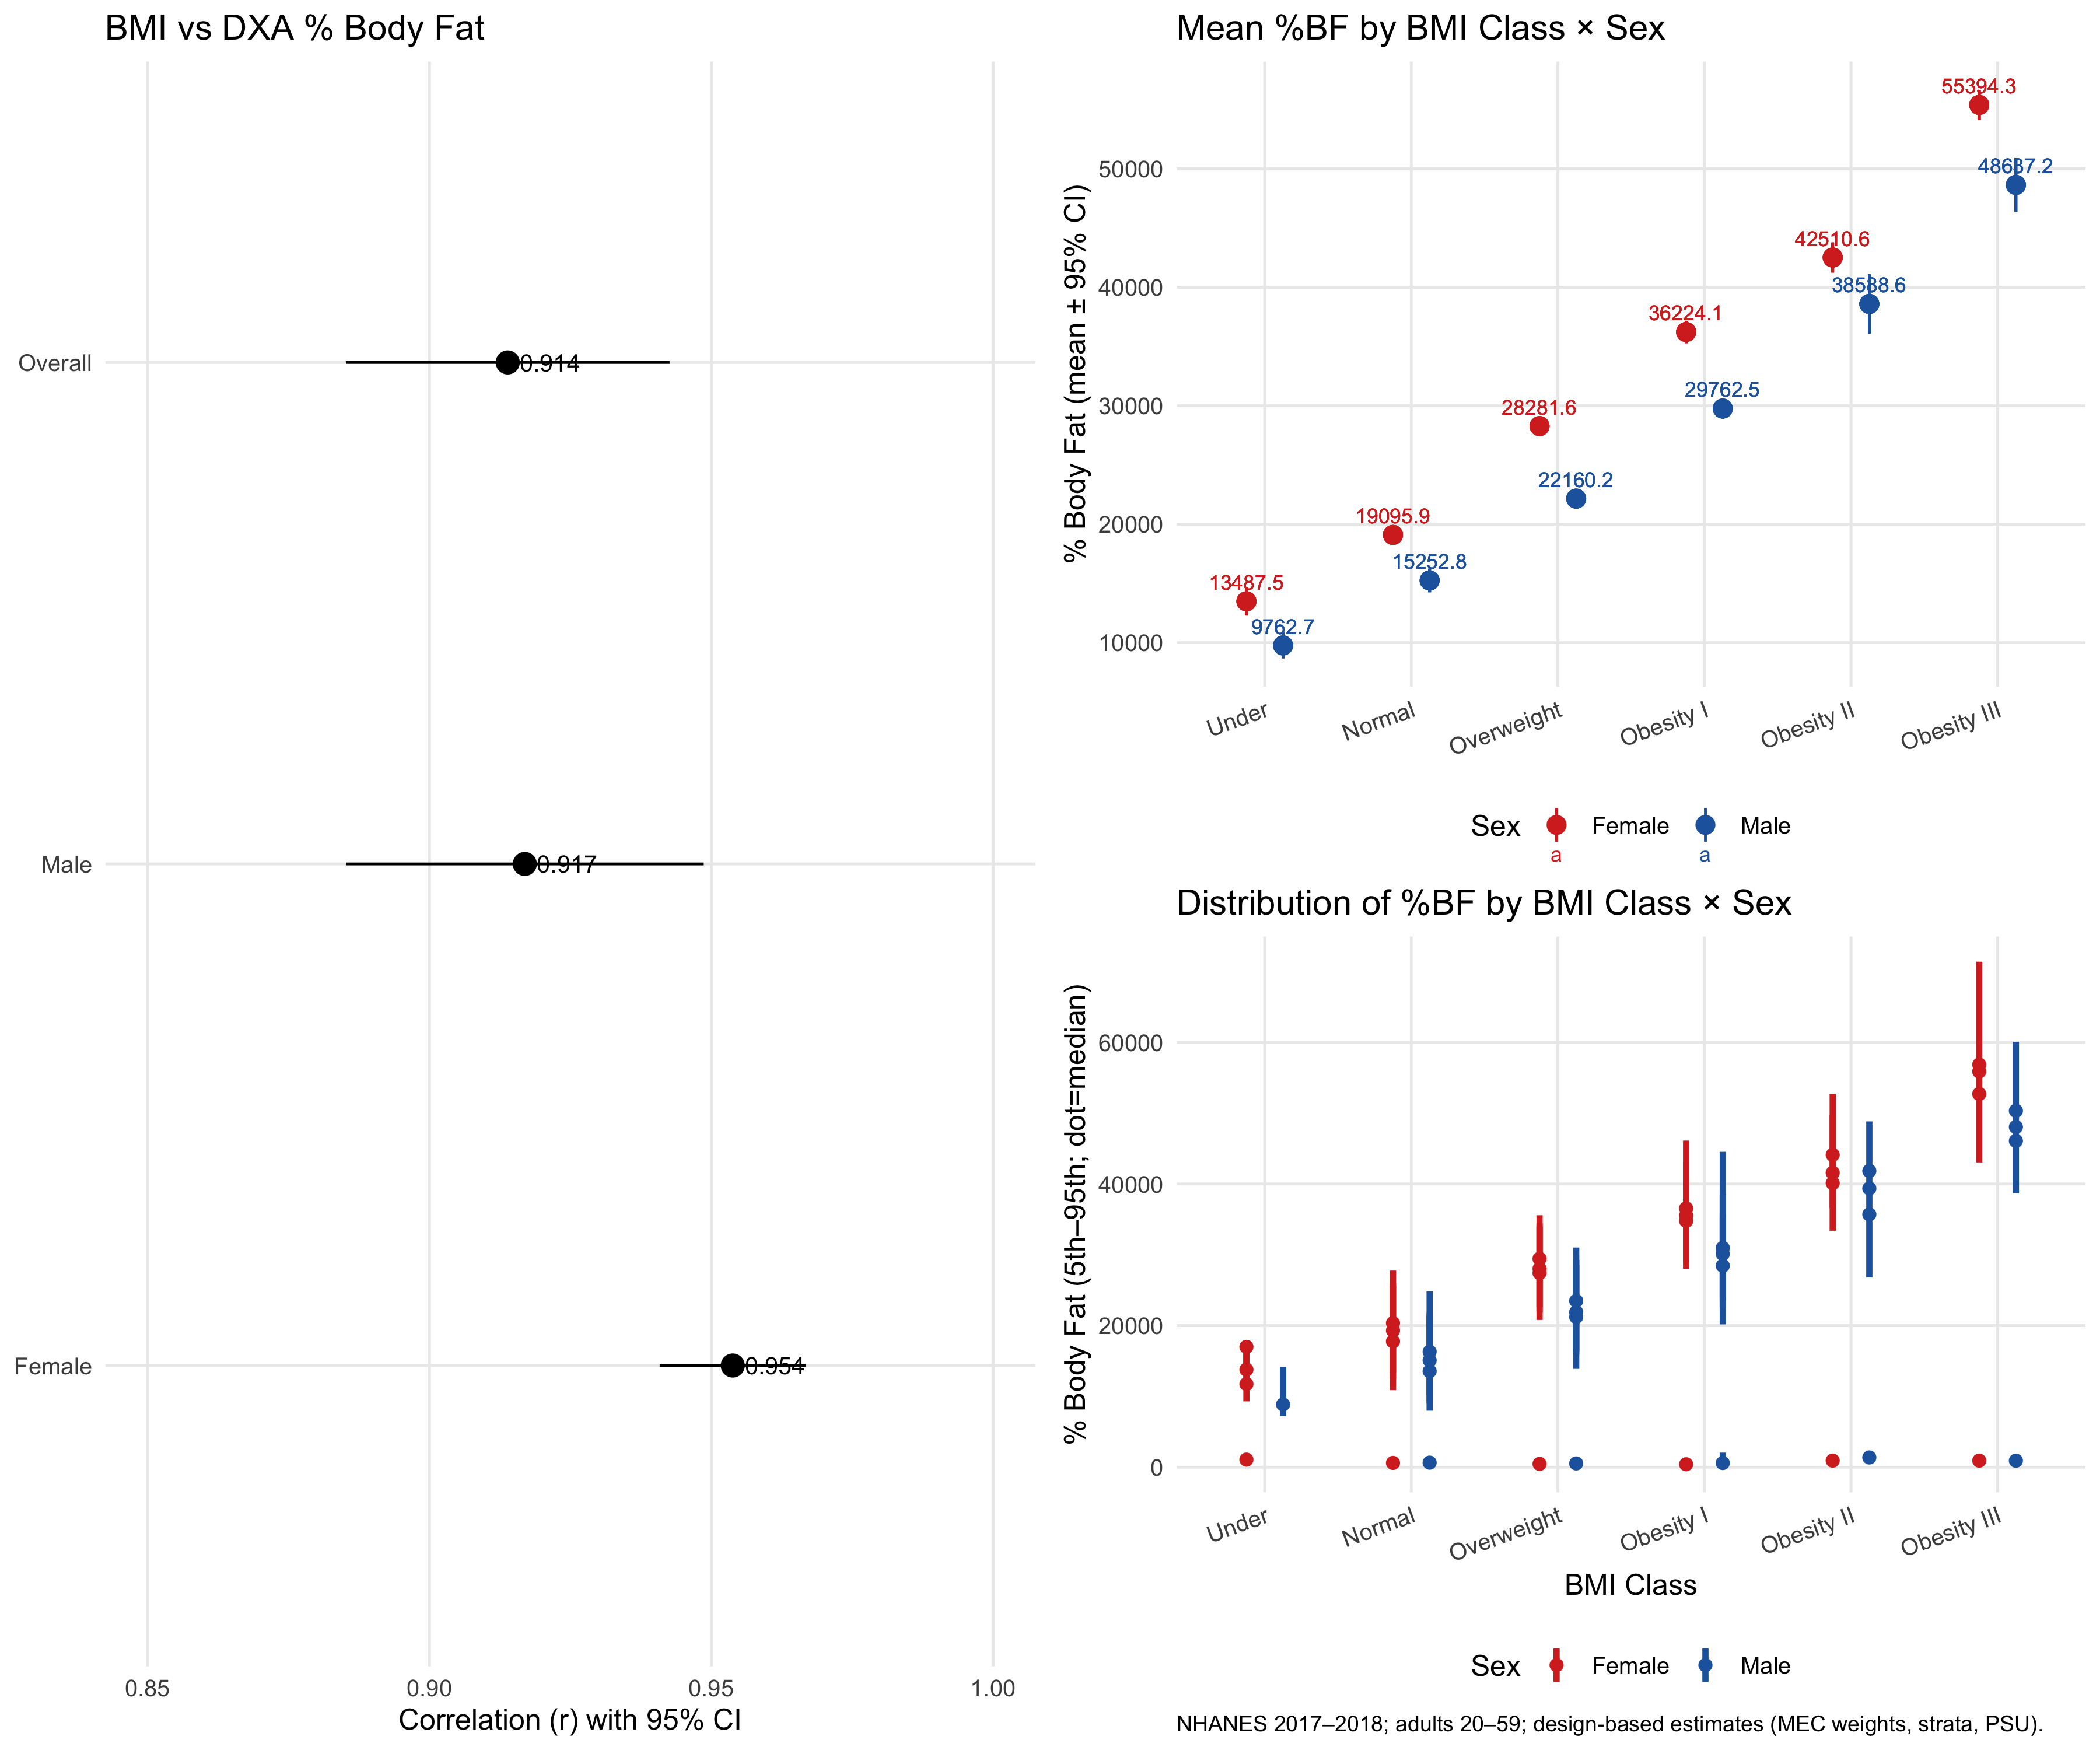 BMI vs DXA % Body Fat
Overall
0.914
Male
0.917
Female
0.954
0.85 0.90 0.95 1.00
Correlation (r) with 95% CI
Mean %BF by BMI Class × Sex
% Body Fat (mean ± 95% CI)
50000
40000
30000
20000
10000
55394.3
48637.2
42510.6
38588.6
36224.1
29762.5
28281.6
22160.2
19095.9
15252.8
13487.5
9762.7
Under Normal Overweight Obesity I Obesity II Obesity III
Sex Female Male
a a
Distribution of %BF by BMI Class × Sex
% Body Fat (5th–95th; dot=median)
60000
40000
20000
0
Under Normal Overweight Obesity I Obesity II Obesity III
BMI Class
Sex Female Male
NHANES 2017–2018; adults 20–59; design-based estimates (MEC weights, strata, PSU).